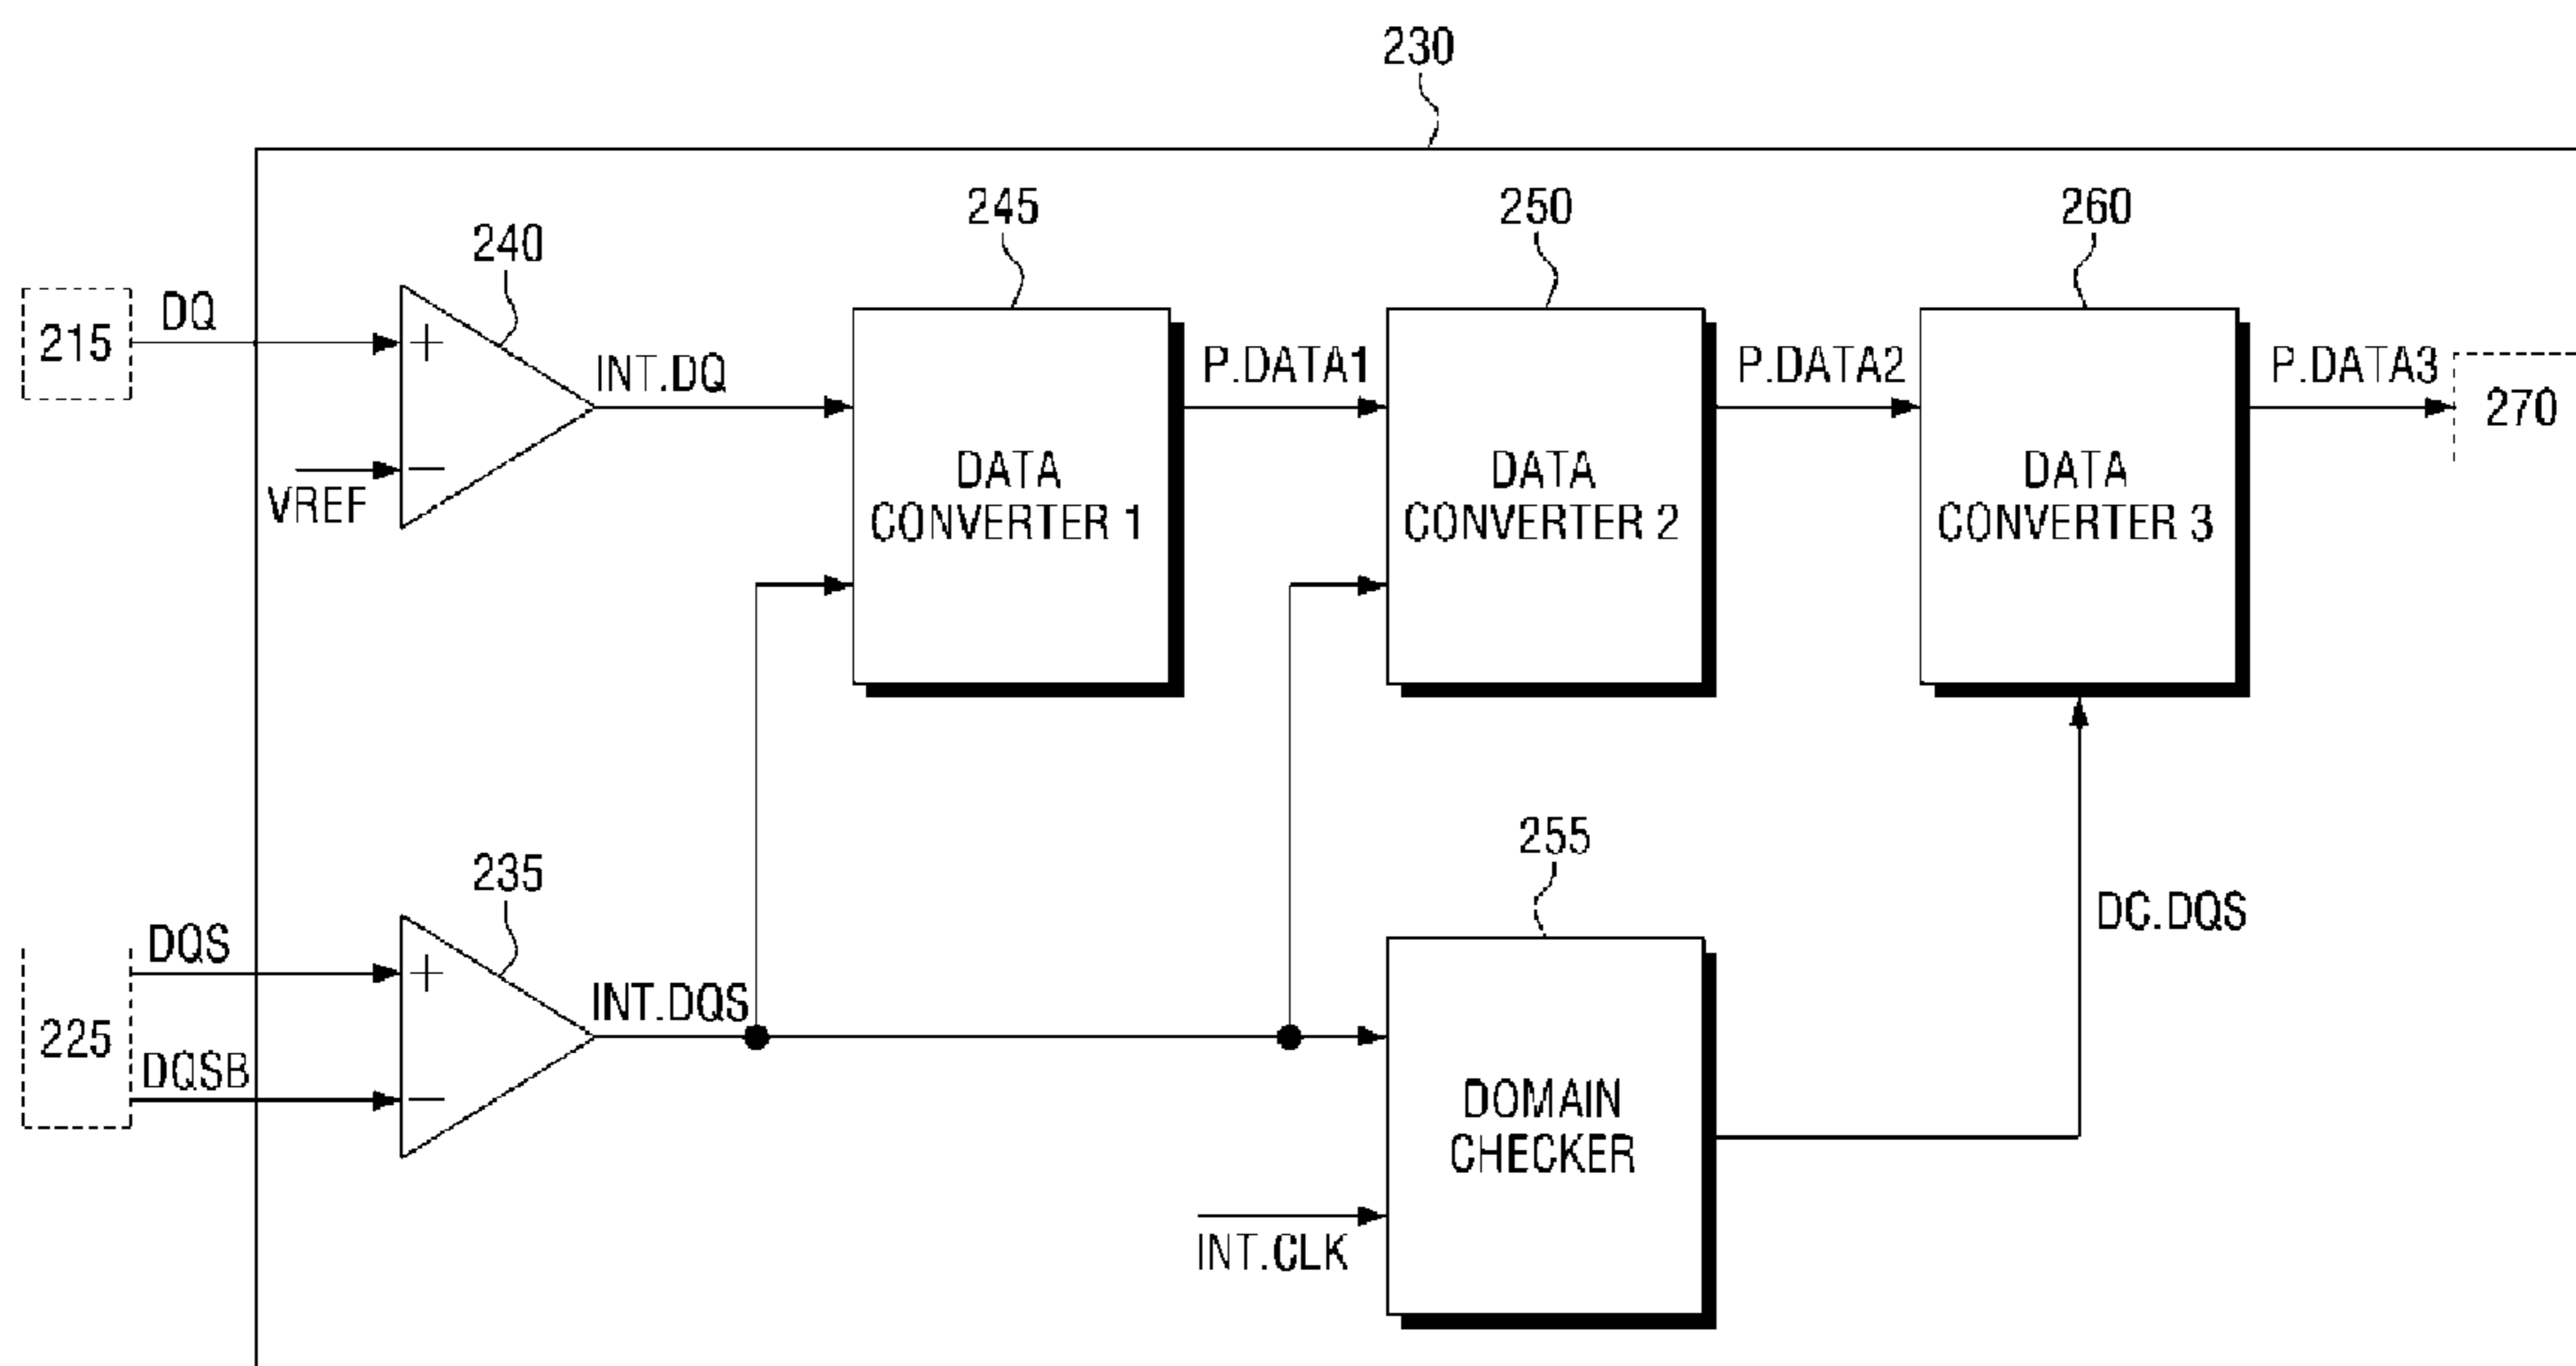 230
245
250
260
240
215
DQ
+
−
VREF
INT.DQ
DATA
CONVERTER 1
P.DATA1
DATA
CONVERTER 2
P.DATA2
DATA
CONVERTER 3
P.DATA3
270
235
255
225
DQS
DQSB
+
−
INT.DQS
DOMAIN
CHECKER
INT.CLK
DC.DQS